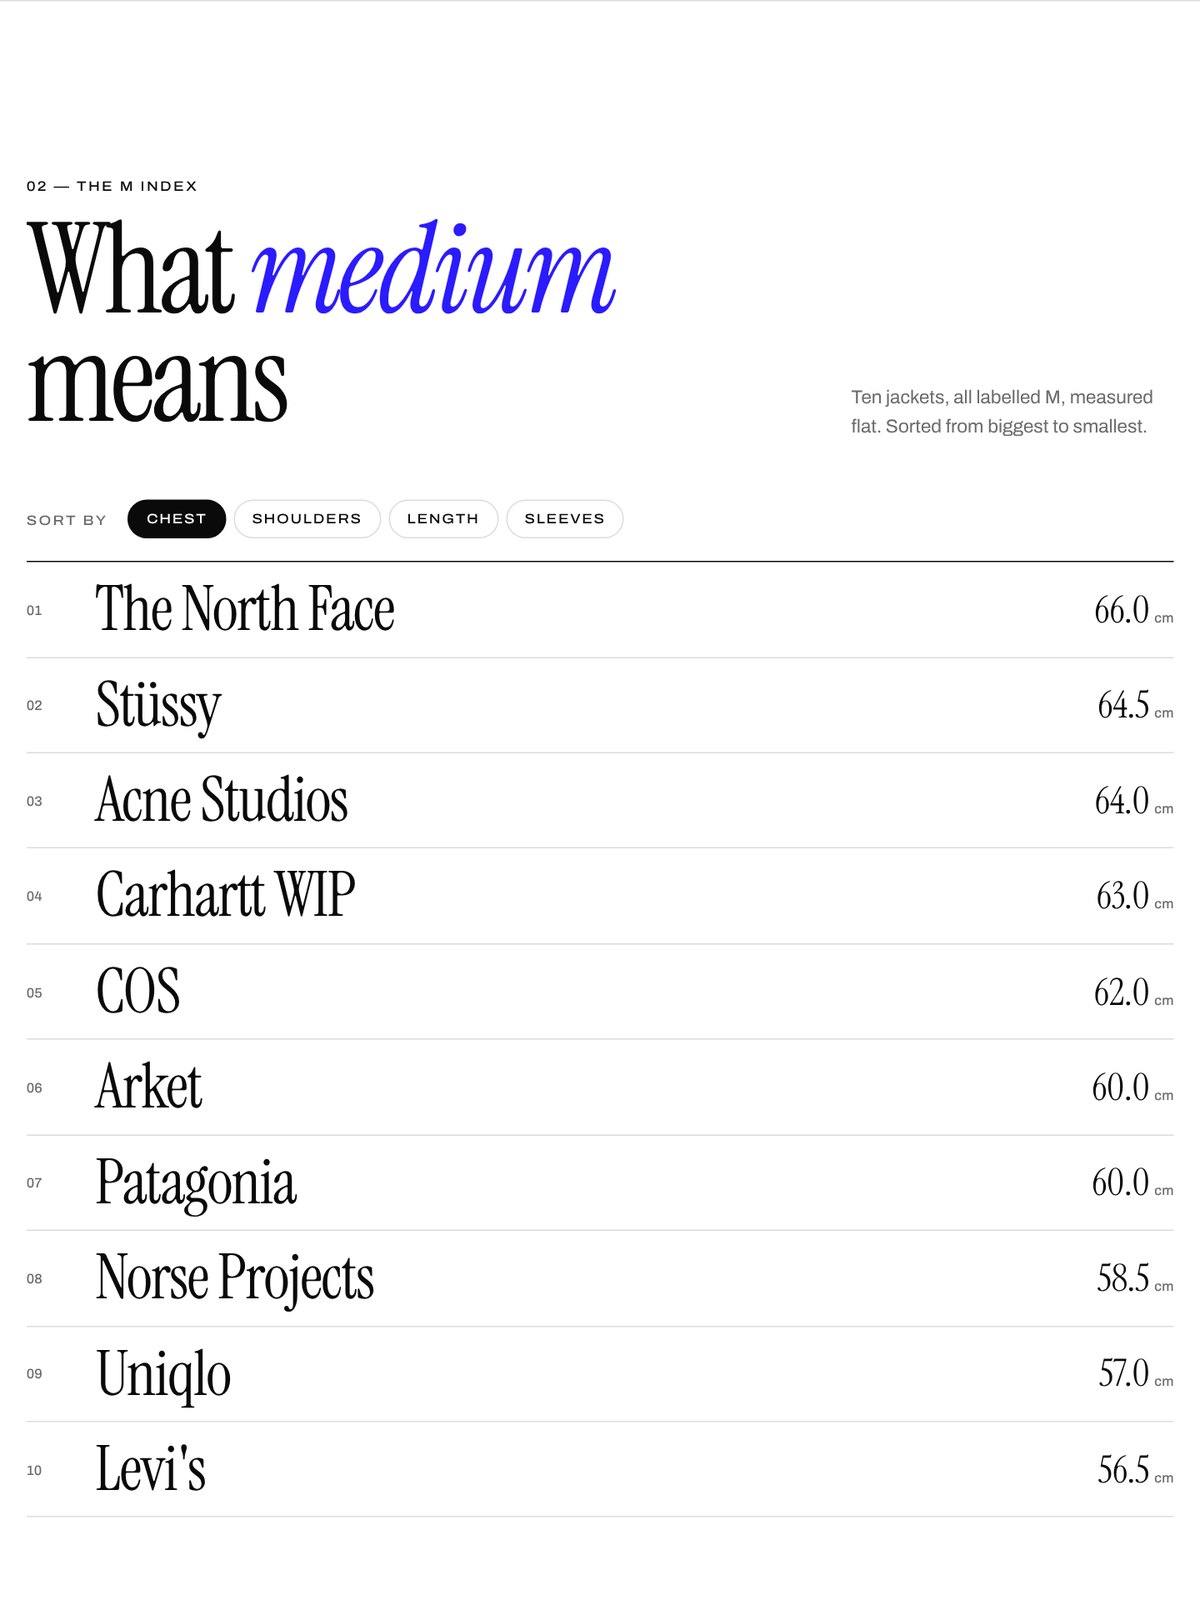 02 — THE M INDEX
What medium
means
Ten jackets, all labelled M, measured
flat. Sorted from biggest to smallest.
SORT BY CHEST SHOULDERS LENGTH SLEEVES
01 The North Face 66.0 cm
02 Stüssy 64.5 cm
03 Acne Studios 64.0 cm
04 Carhartt WIP 63.0 cm
05 COS 62.0 cm
06 Arket 60.0 cm
07 Patagonia 60.0 cm
08 Norse Projects 58.5 cm
09 Uniqlo 57.0 cm
10 Levi's 56.5 cm